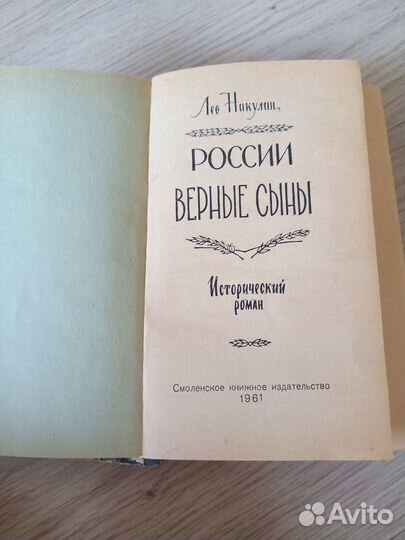 Лев Никулин
РОССИИ
ВЕРНЫЕ СЫНЫ
Исторический
роман
Смоленское книжное издательство
1961
Avito